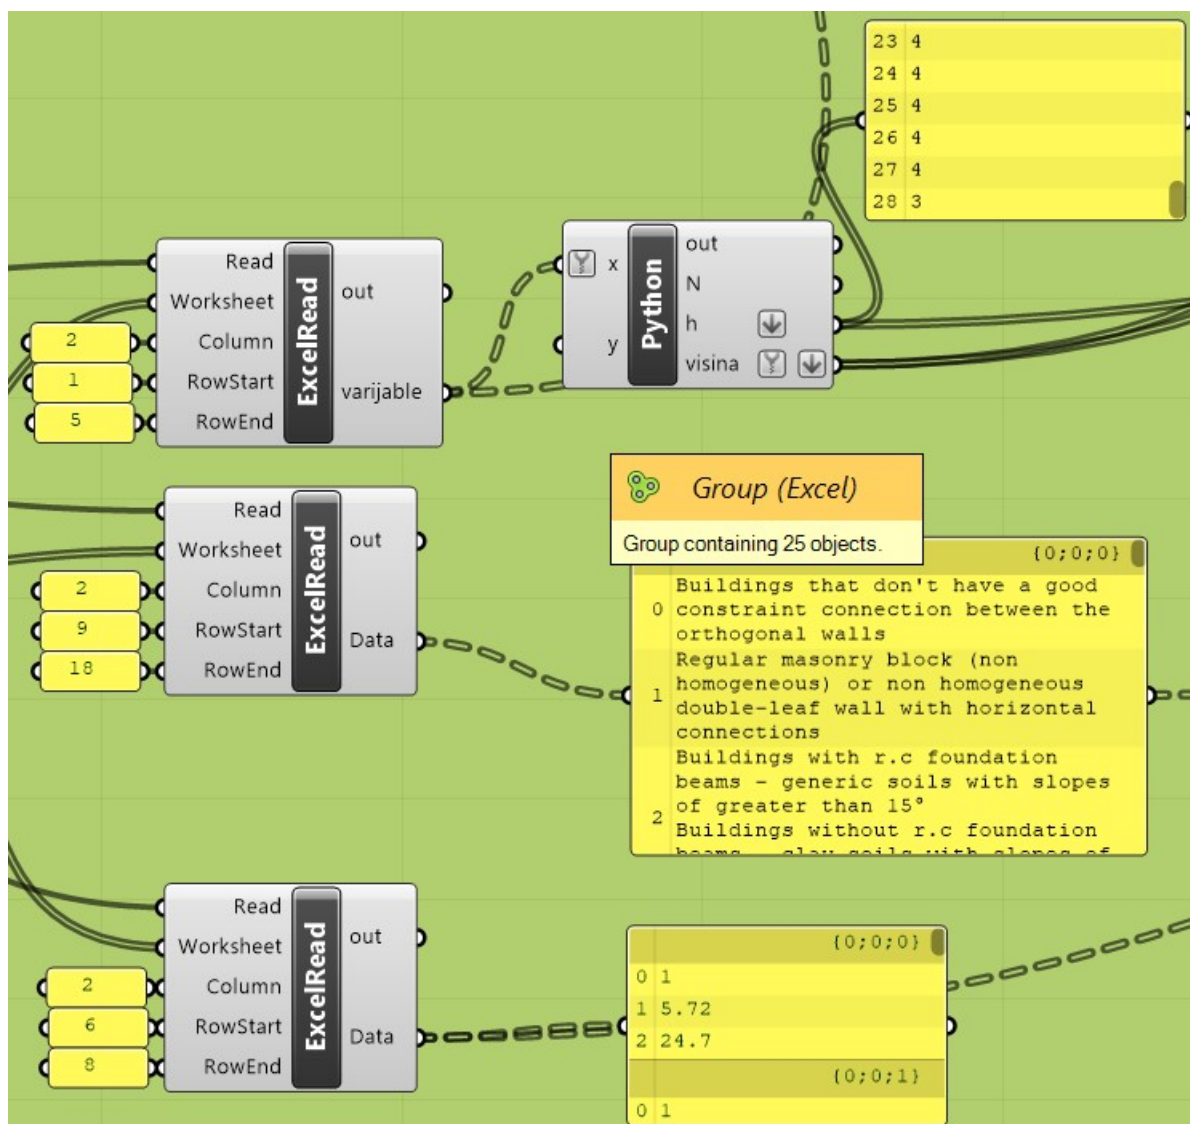 23 4
24 4
25 4
26 4
27 4
28 3
Read
Worksheet
Column
RowStart
RowEnd
ExcelRead
out
varijable
2
1
5
x
y
Python
out
N
h
visina
Read
Worksheet
Column
RowStart
RowEnd
ExcelRead
out
Data
2
9
18
Group (Excel)
Group containing 25 objects.
{0;0;0}
Buildings that don't have a good
0 constraint connection between the
orthogonal walls
Regular masonry block (non
homogeneous) or non homogeneous
1 double-leaf wall with horizontal
connections
Buildings with r.c foundation
beams - generic soils with slopes
of greater than 15°
2
Buildings without r.c foundation
beams - clay soils with slopes of
Read
Worksheet
Column
RowStart
RowEnd
ExcelRead
out
Data
2
6
8
{0;0;0}
0 1
1 5.72
2 24.7
{0;0;1}
0 1